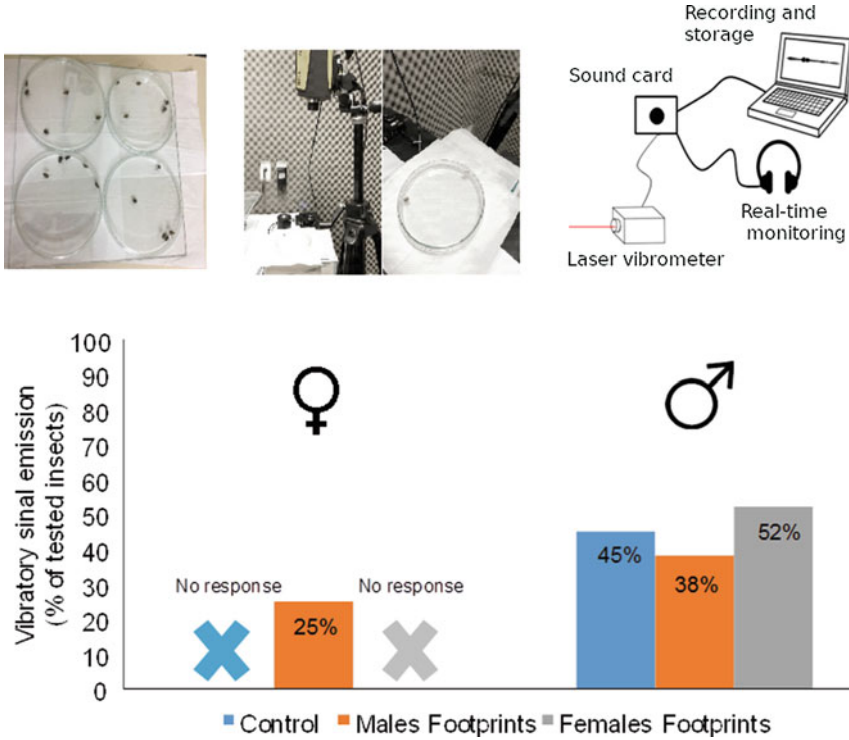 Recording and
storage
Sound card
Real-time
monitoring
Laser vibrometer
Vibratory sinal emission
(% of tested insects)
100
90
80
70
60
50
40
30
20
10
0
No response
25%
No response
45%
38%
52%
Control
Males Footprints
Females Footprints